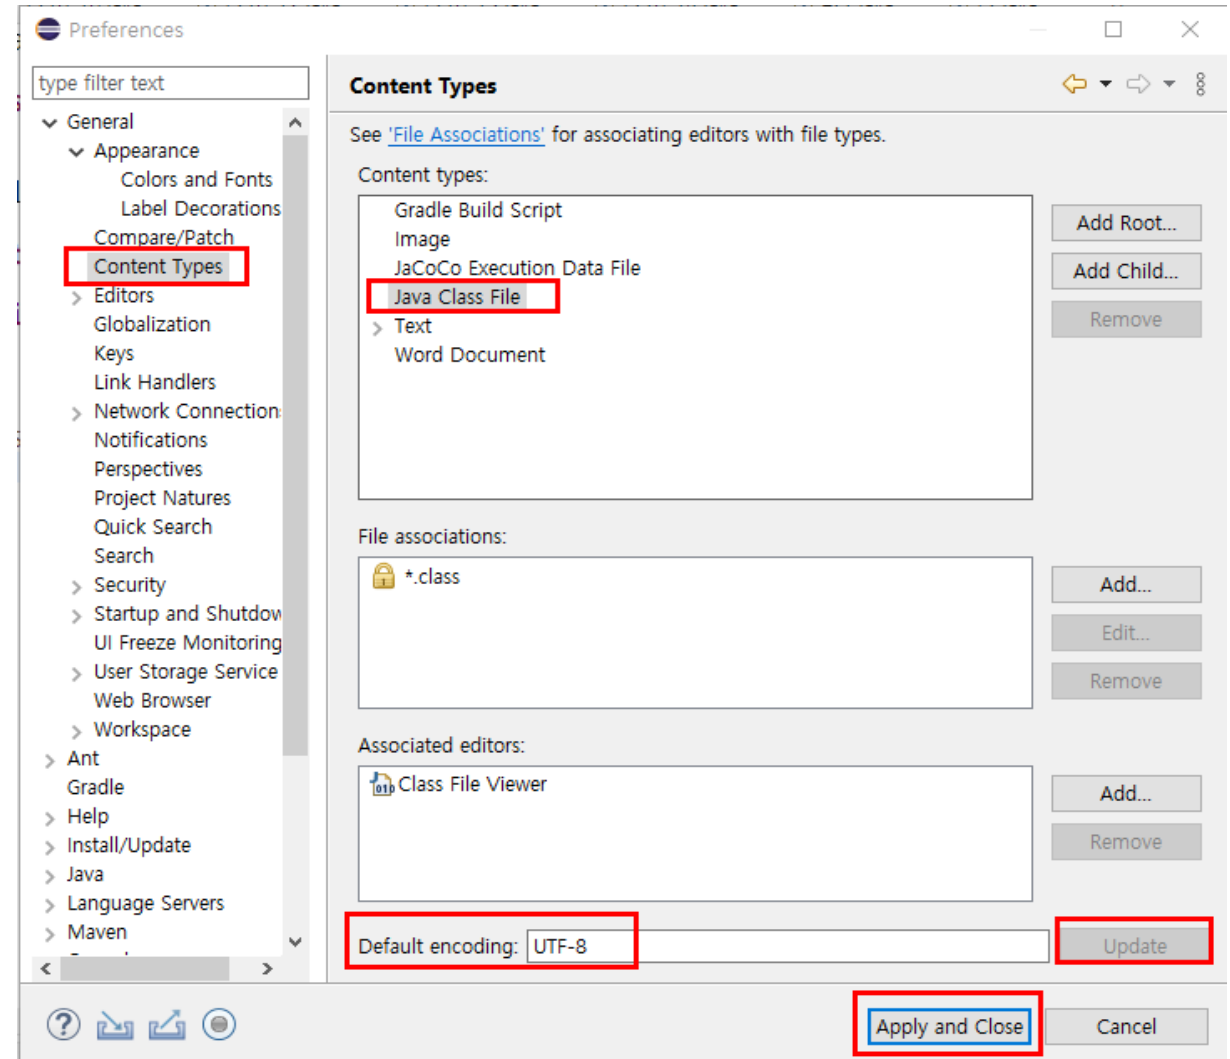 Preferences
type filter text
General
Appearance
Colors and Fonts
Label Decorations
Compare/Patch
Content Types
Editors
Globalization
Keys
Link Handlers
Network Connection
Notifications
Perspectives
Project Natures
Quick Search
Search
Security
Startup and Shutdow
UI Freeze Monitoring
User Storage Service
Web Browser
Workspace
Ant
Gradle
Help
Install/Update
Java
Language Servers
Maven
Content Types
See 'File Associations' for associating editors with file types.
Content types:
Gradle Build Script
Image
JaCoCo Execution Data File
Java Class File
Text
Word Document
Add Root...
Add Child...
Remove
File associations:
*.class
Add...
Edit...
Remove
Associated editors:
Class File Viewer
Add...
Remove
Default encoding: UTF-8
Update
Apply and Close
Cancel